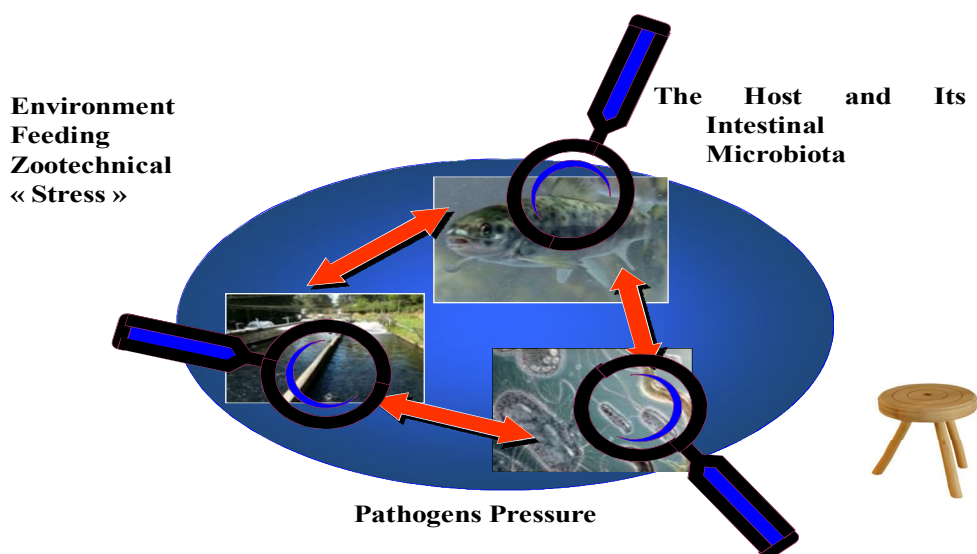 Environment
Feeding
Zootechnical
« Stress »
The Host and Its
Intestinal
Microbiota
Pathogens Pressure